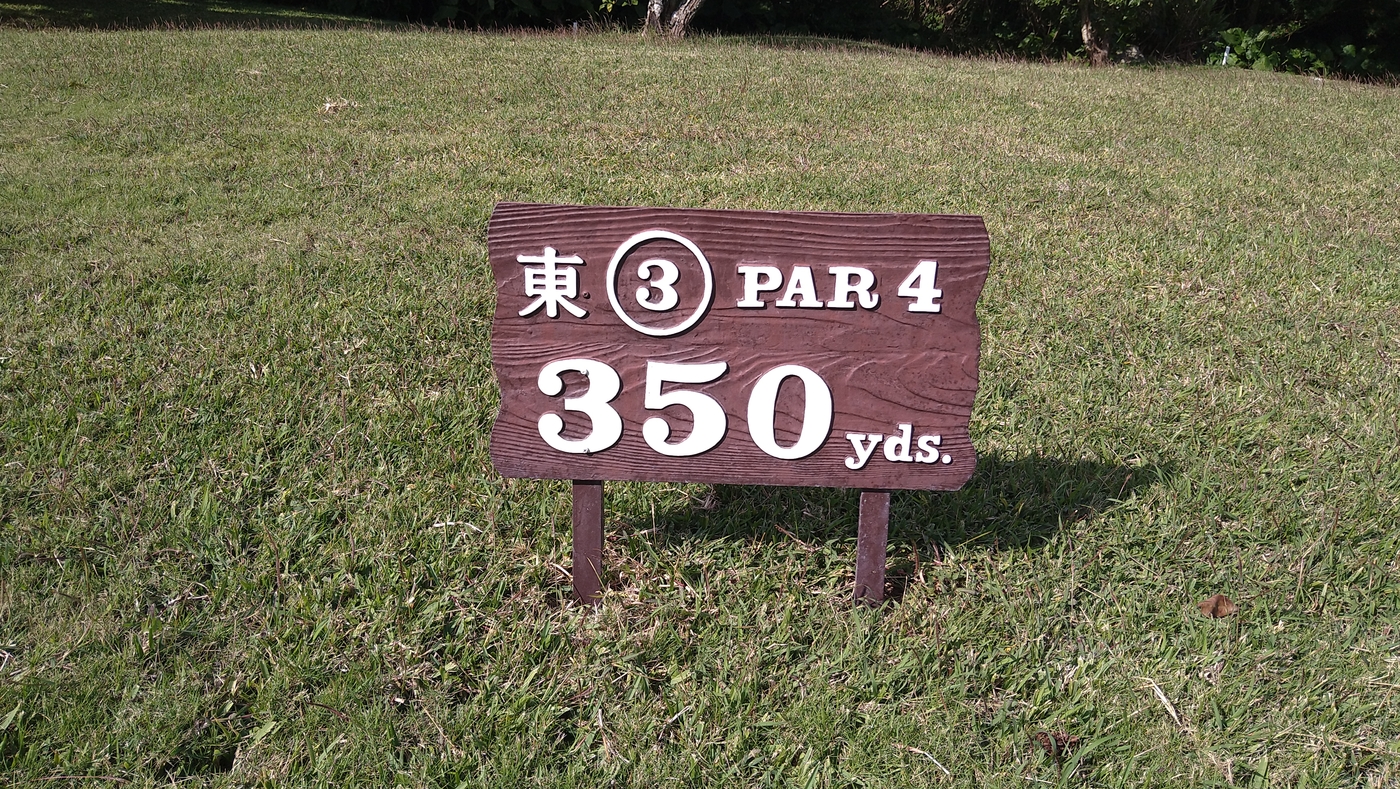 東 ③ PAR 4
350 yds.